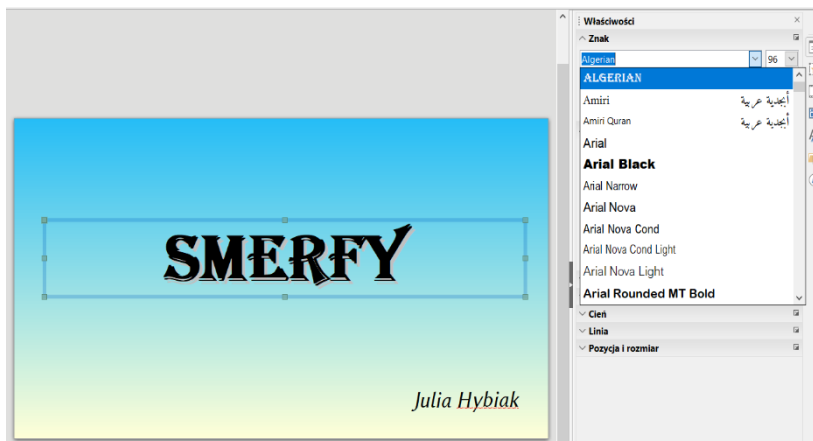 Właściwości
Znak
Algerian 96
ALGERIAN
Amiri أبجدية عربية
Amiri Quran أبجدية عربية
Arial
Arial Black
Arial Narrow
Arial Nova
Arial Nova Cond
Arial Nova Cond Light
Arial Nova Light
Arial Rounded MT Bold
Cień
Linia
Pozycja i rozmiar
SMERFY
Julia Hybiak